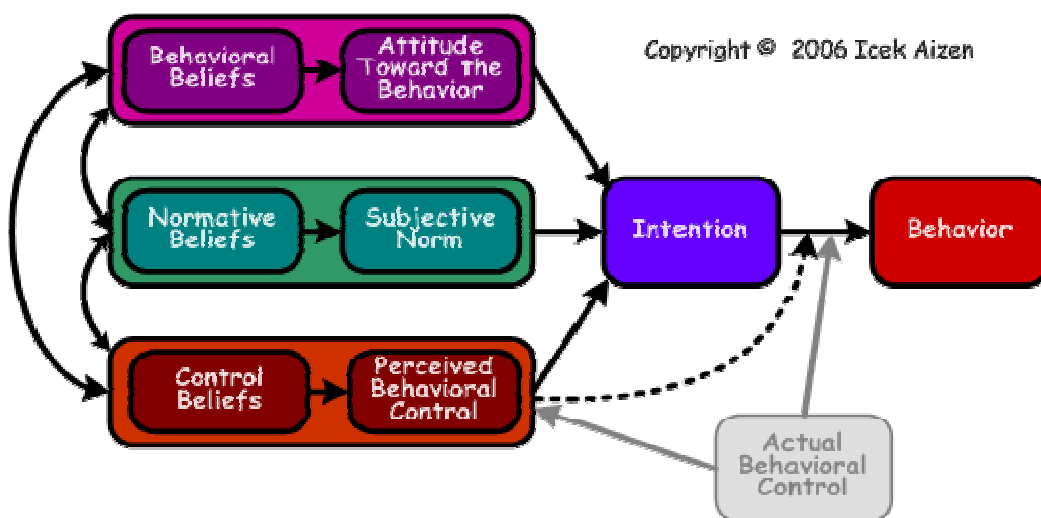 Behavioral
Beliefs
Attitude
Toward The
Behavior
Copyright © 2006 Icek Aizen
Normative
Beliefs
Subjective
Norm
Intention
Behavior
Control
Beliefs
Perceived
Behavioral
Control
Actual
Behavioral
Control